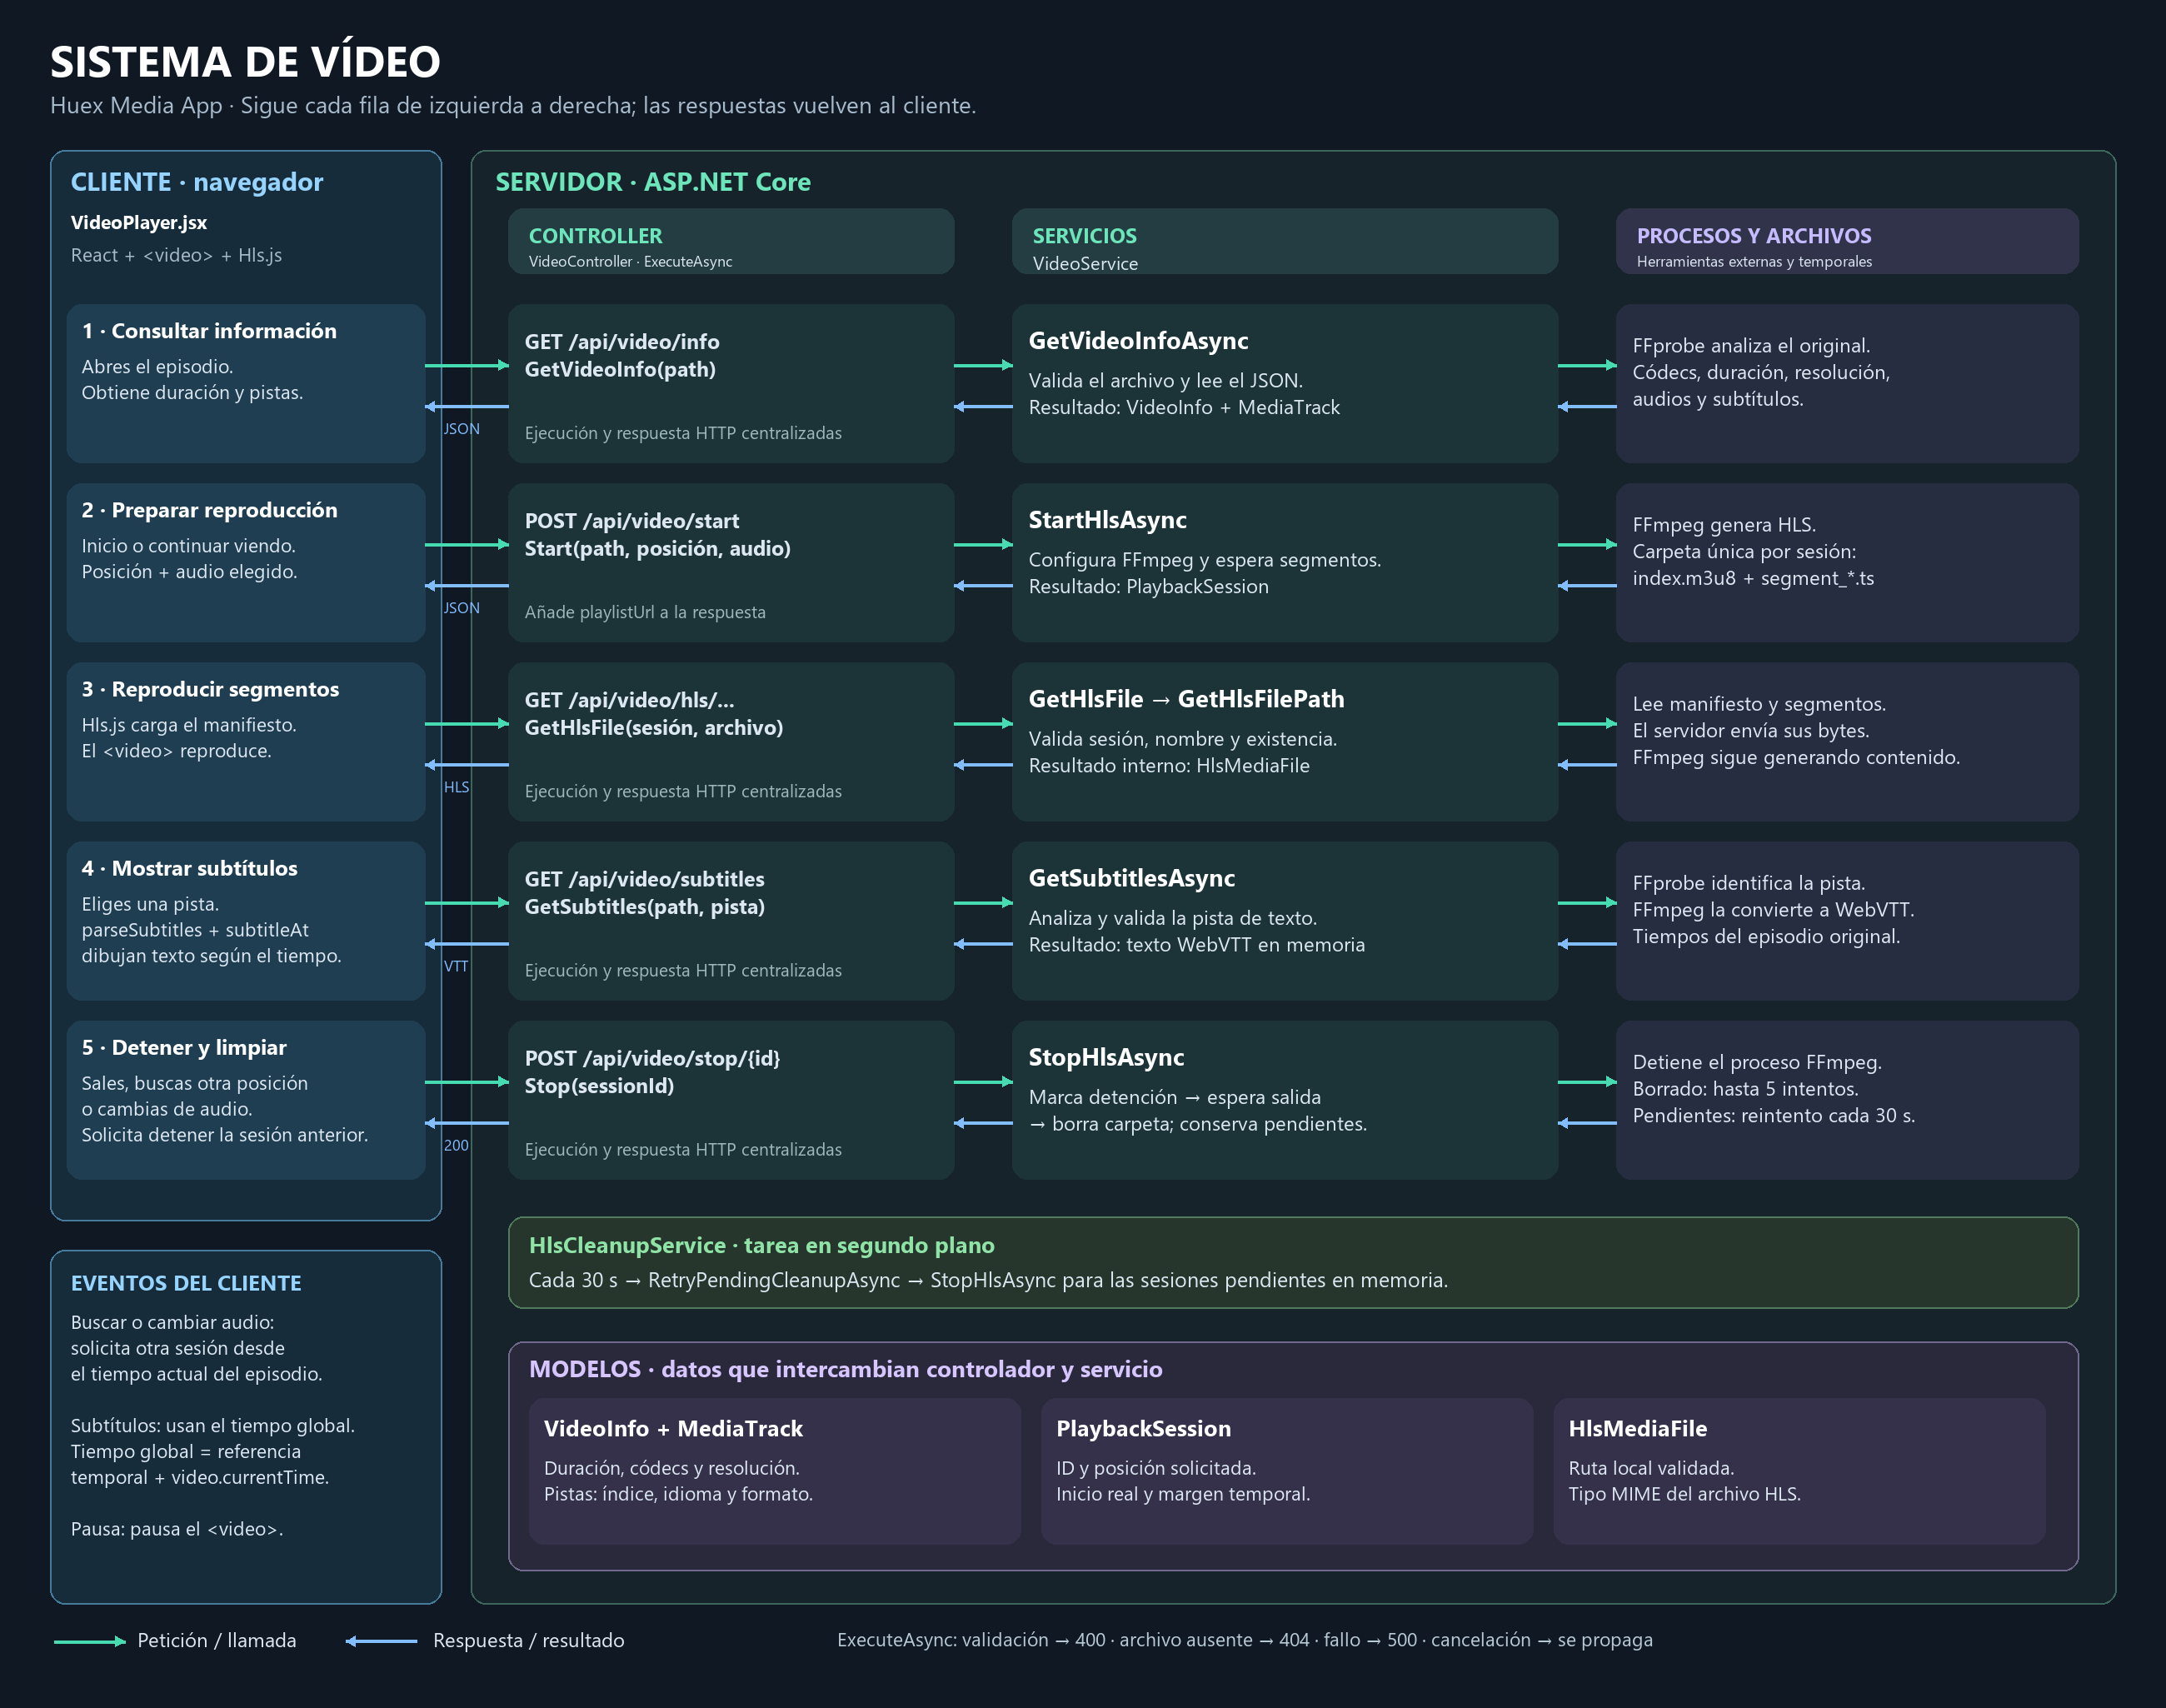 SISTEMA DE VÍDEO
Huex Media App · Sigue cada fila de izquierda a derecha; las respuestas vuelven al cliente.
CLIENTE · navegador
VideoPlayer.jsx
React + <video> + Hls.js
SERVIDOR · ASP.NET Core
CONTROLLER
VideoController · ExecuteAsync
SERVICIOS
VideoService
PROCESOS Y ARCHIVOS
Herramientas externas y temporales
1 · Consultar información
Abres el episodio.
Obtiene duración y pistas.
JSON
GET /api/video/info
GetVideoInfo(path)
Ejecución y respuesta HTTP centralizadas
GetVideoInfoAsync
Valida el archivo y lee el JSON.
Resultado: VideoInfo + MediaTrack
FFprobe analiza el original.
Códecs, duración, resolución,
audios y subtítulos.
2 · Preparar reproducción
Inicio o continuar viendo.
Posición + audio elegido.
JSON
POST /api/video/start
Start(path, posición, audio)
Añade playlistUrl a la respuesta
StartHlsAsync
Configura FFmpeg y espera segmentos.
Resultado: PlaybackSession
FFmpeg genera HLS.
Carpeta única por sesión:
index.m3u8 + segment_*.ts
3 · Reproducir segmentos
Hls.js carga el manifiesto.
El <video> reproduce.
HLS
GET /api/video/hls/...
GetHlsFile(sesión, archivo)
Ejecución y respuesta HTTP centralizadas
GetHlsFile → GetHlsFilePath
Valida sesión, nombre y existencia.
Resultado interno: HlsMediaFile
Lee manifiesto y segmentos.
El servidor envía sus bytes.
FFmpeg sigue generando contenido.
4 · Mostrar subtítulos
Eliges una pista.
parseSubtitles + subtitleAt
dibujan texto según el tiempo.
VTT
GET /api/video/subtitles
GetSubtitles(path, pista)
Ejecución y respuesta HTTP centralizadas
GetSubtitlesAsync
Analiza y valida la pista de texto.
Resultado: texto WebVTT en memoria
FFprobe identifica la pista.
FFmpeg la convierte a WebVTT.
Tiempos del episodio original.
5 · Detener y limpiar
Sales, buscas otra posición
o cambias de audio.
Solicita detener la sesión anterior.
200
POST /api/video/stop/{id}
Stop(sessionId)
Ejecución y respuesta HTTP centralizadas
StopHlsAsync
Marca detención → espera salida
→ borra carpeta; conserva pendientes.
Detiene el proceso FFmpeg.
Borrado: hasta 5 intentos.
Pendientes: reintento cada 30 s.
HlsCleanupService · tarea en segundo plano
Cada 30 s → RetryPendingCleanupAsync → StopHlsAsync para las sesiones pendientes en memoria.
EVENTOS DEL CLIENTE
Buscar o cambiar audio:
solicita otra sesión desde
el tiempo actual del episodio.
Subtítulos: usan el tiempo global.
Tiempo global = referencia
temporal + video.currentTime.
Pausa: pausa el <video>.
MODELOS · datos que intercambian controlador y servicio
VideoInfo + MediaTrack
Duración, códecs y resolución.
Pistas: índice, idioma y formato.
PlaybackSession
ID y posición solicitada.
Inicio real y margen temporal.
HlsMediaFile
Ruta local validada.
Tipo MIME del archivo HLS.
Petición / llamada
Respuesta / resultado
ExecuteAsync: validación → 400 · archivo ausente → 404 · fallo → 500 · cancelación → se propaga